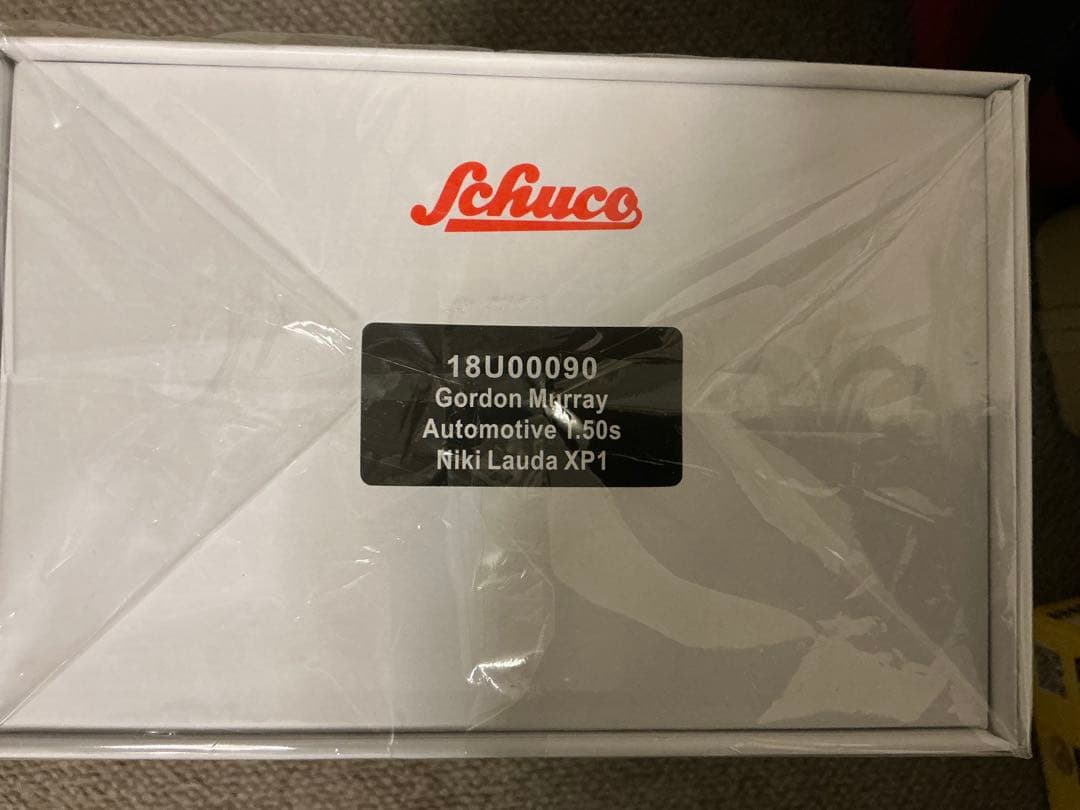 Schuco
18U00090
Gordon Murray
Automotive T.50s
Niki Lauda XP1